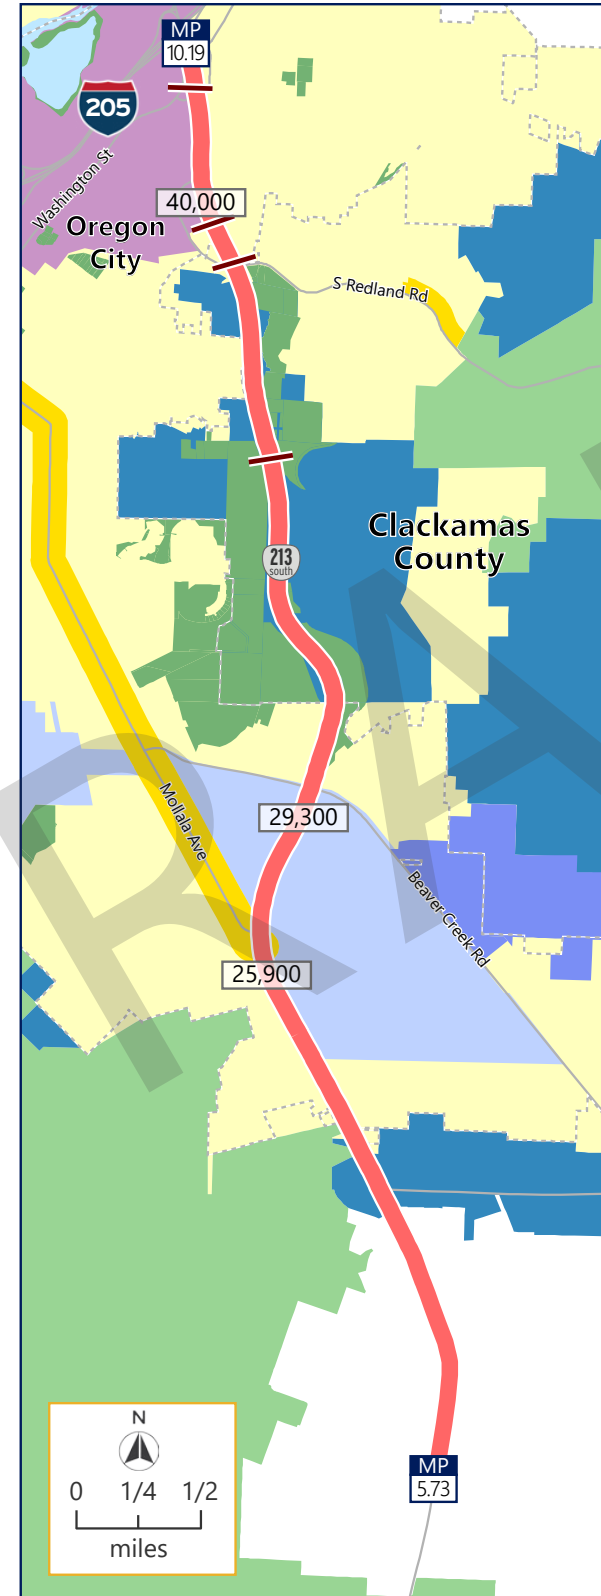 MP
10.19
205
Washington St
40,000
Oregon
City
S Redland Rd
Clackamas
County
213
south
29,300
Mollala Ave
Beaver Creek Rd
25,900
N
0 1/4 1/2
miles
MP
5.73